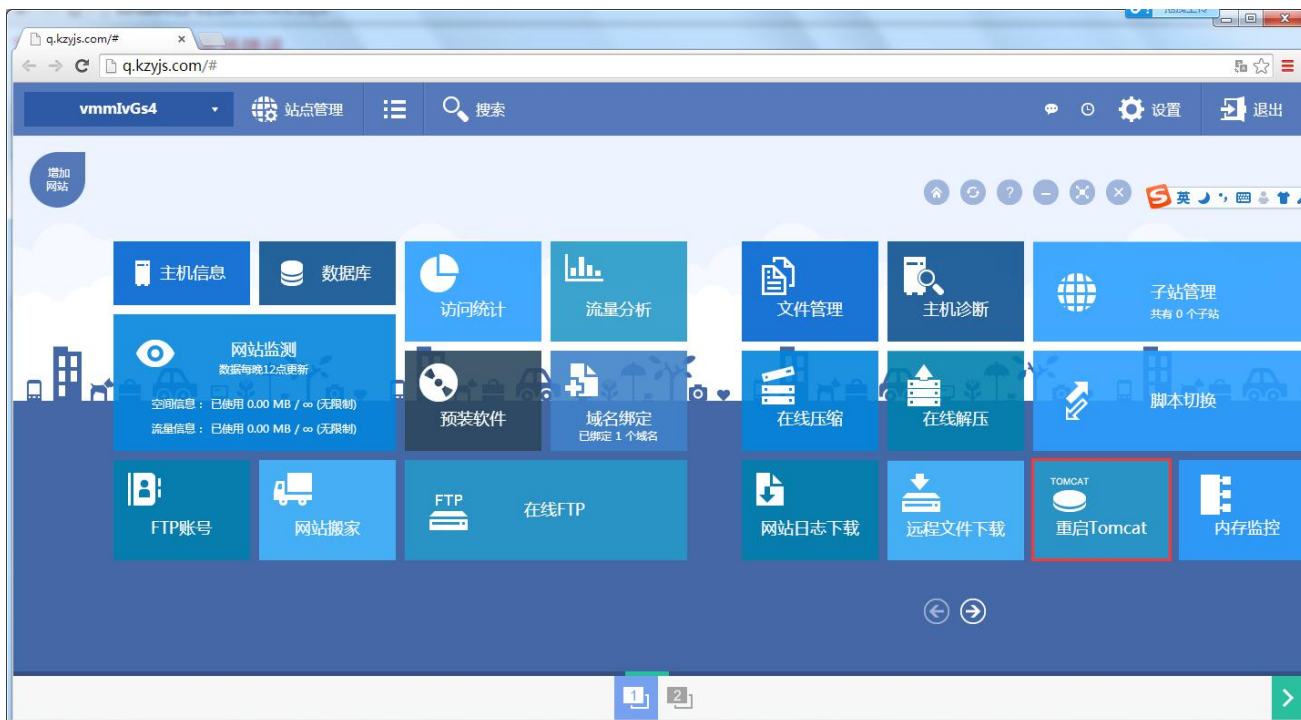 q.kzyjs.com/#
q.kzyjs.com/#
vmmIvGs4
站点管理
搜索
设置
退出
增加
网站
英
主机信息
数据库
访问统计
流量分析
文件管理
主机诊断
子站管理
共有 0 个子站
网站监测
数据每晚12点更新
空间信息： 已使用 0.00 MB / ∞ (无限制)
流量信息： 已使用 0.00 MB / ∞ (无限制)
预装软件
域名绑定
已绑定 1 个域名
在线压缩
在线解压
脚本切换
FTP账号
网站搬家
FTP
在线FTP
网站日志下载
远程文件下载
TOMCAT
重启Tomcat
内存监控
1
2